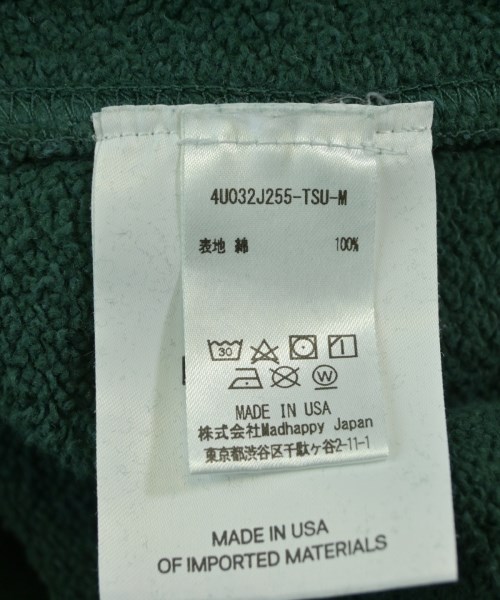 4U032J255-TSU-M
表地 綿 100%
30
W
MADE IN USA
株式会社Madhappy Japan
東京都渋谷区千駄ヶ谷2-11-1
MADE IN USA
OF IMPORTED MATERIALS